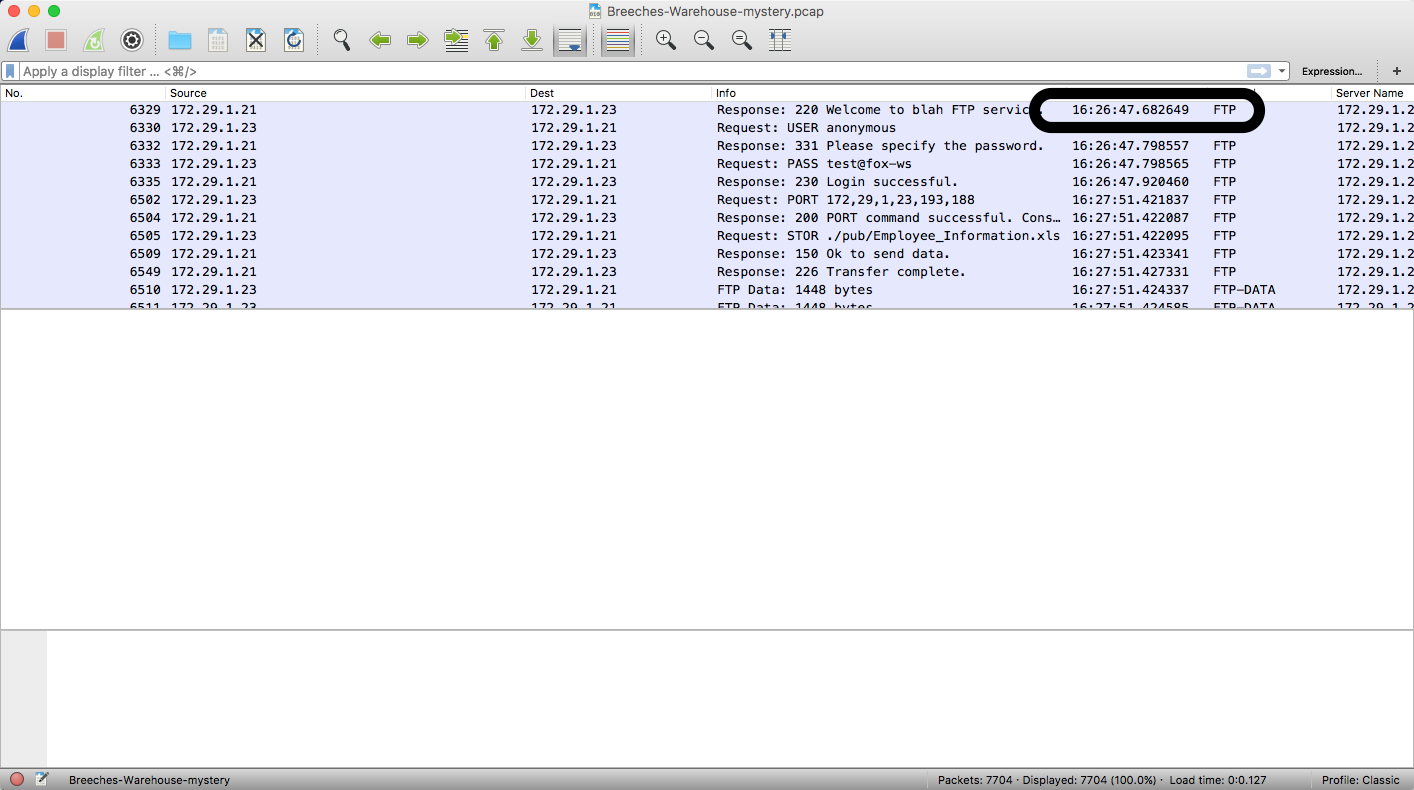 Breeches-Warehouse-mystery.pcap
Apply a display filter ... <⌘/>
Expression...
+
No. Source Dest Info Server Name
6329 172.29.1.21 172.29.1.23 Response: 220 Welcome to blah FTP servic 16:26:47.682649 FTP 172.29.1.2
6330 172.29.1.23 172.29.1.21 Request: USER anonymous 172.29.1.2
6332 172.29.1.21 172.29.1.23 Response: 331 Please specify the password. 16:26:47.798557 FTP 172.29.1.2
6333 172.29.1.23 172.29.1.21 Request: PASS test@fox-ws 16:26:47.798565 FTP 172.29.1.2
6335 172.29.1.21 172.29.1.23 Response: 230 Login successful. 16:26:47.920460 FTP 172.29.1.2
6502 172.29.1.23 172.29.1.21 Request: PORT 172,29,1,23,193,188 16:27:51.421837 FTP 172.29.1.2
6504 172.29.1.21 172.29.1.23 Response: 200 PORT command successful. Cons… 16:27:51.422087 FTP 172.29.1.2
6505 172.29.1.23 172.29.1.21 Request: STOR ./pub/Employee_Information.xls 16:27:51.422095 FTP 172.29.1.2
6509 172.29.1.21 172.29.1.23 Response: 150 Ok to send data. 16:27:51.423341 FTP 172.29.1.2
6549 172.29.1.21 172.29.1.23 Response: 226 Transfer complete. 16:27:51.427331 FTP 172.29.1.2
6510 172.29.1.23 172.29.1.21 FTP Data: 1448 bytes 16:27:51.424337 FTP-DATA 172.29.1.2
6511 172.29.1.23 172.29.1.21 FTP Data: 1448 bytes 16:27:51.424585 FTP-DATA 172.29.1.2
Breeches-Warehouse-mystery
Packets: 7704 · Displayed: 7704 (100.0%) · Load time: 0:0.127
Profile: Classic